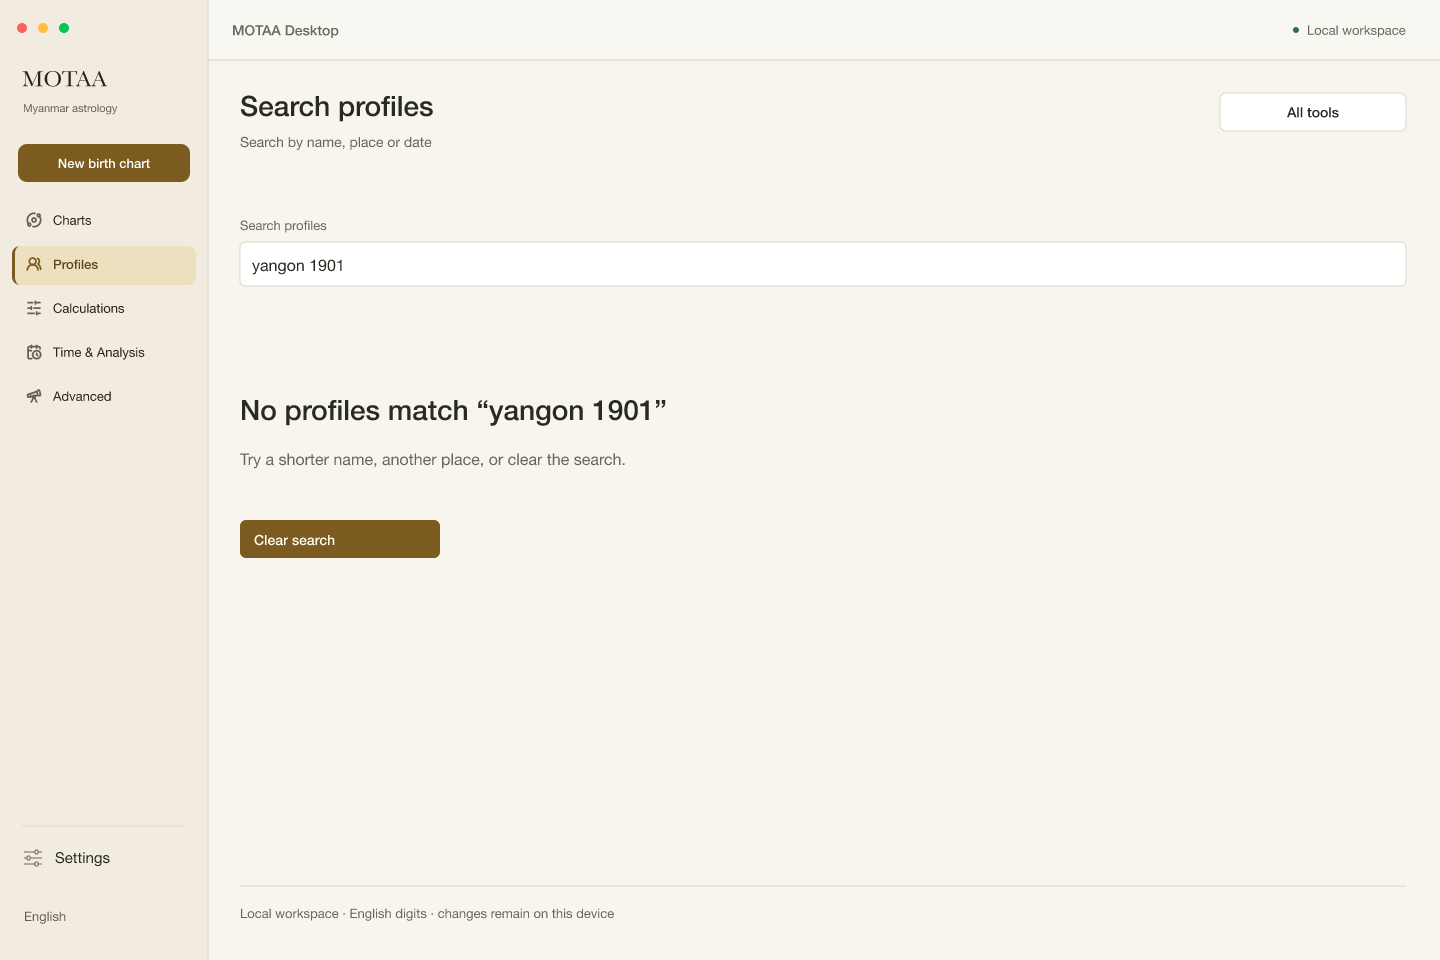 MOTAA Desktop
Local workspace
MOTAA
Myanmar astrology
New birth chart
Charts
Profiles
Calculations
Time & Analysis
Advanced
Settings
English
Search profiles
All tools
Search by name, place or date
Search profiles
yangon 1901
No profiles match “yangon 1901”
Try a shorter name, another place, or clear the search.
Clear search
Local workspace · English digits · changes remain on this device